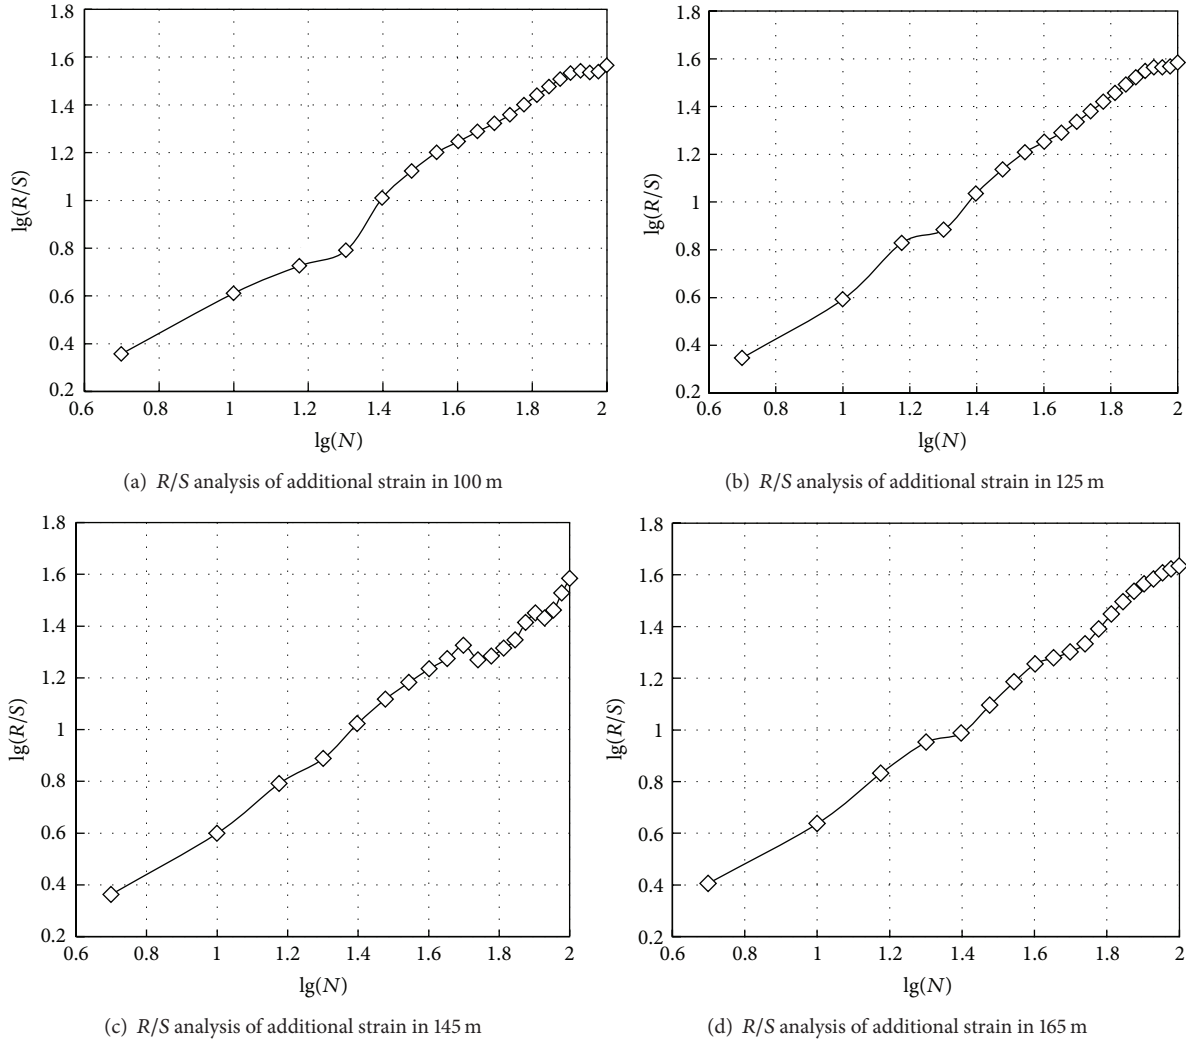 1.8
1.6
1.4
1.2
1
0.8
0.6
0.4
0.2
lg(R/S)
0.6 0.8 1 1.2 1.4 1.6 1.8 2
lg(N)
(a) R/S analysis of additional strain in 100 m
1.8
1.6
1.4
1.2
1
0.8
0.6
0.4
0.2
lg(R/S)
0.6 0.8 1 1.2 1.4 1.6 1.8 2
lg(N)
(b) R/S analysis of additional strain in 125 m
1.8
1.6
1.4
1.2
1
0.8
0.6
0.4
0.2
lg(R/S)
0.6 0.8 1 1.2 1.4 1.6 1.8 2
lg(N)
(c) R/S analysis of additional strain in 145 m
1.8
1.6
1.4
1.2
1
0.8
0.6
0.4
0.2
lg(R/S)
0.6 0.8 1 1.2 1.4 1.6 1.8 2
lg(N)
(d) R/S analysis of additional strain in 165 m